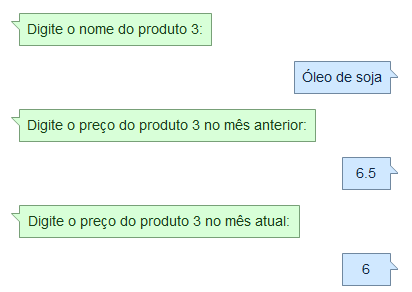 Digite o nome do produto 3:
Óleo de soja
Digite o preço do produto 3 no mês anterior:
6.5
Digite o preço do produto 3 no mês atual:
6